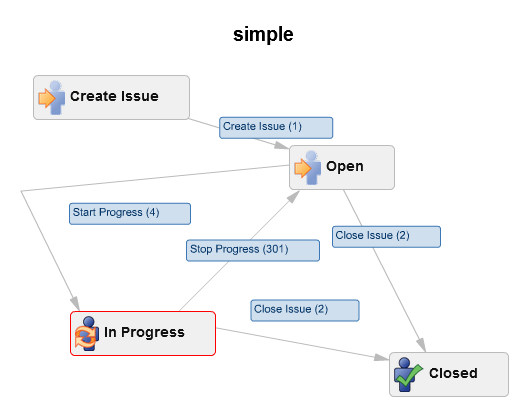 simple
Create Issue
Create Issue (1)
Open
Start Progress (4)
Close Issue (2)
Stop Progress (301)
Close Issue (2)
In Progress
Closed